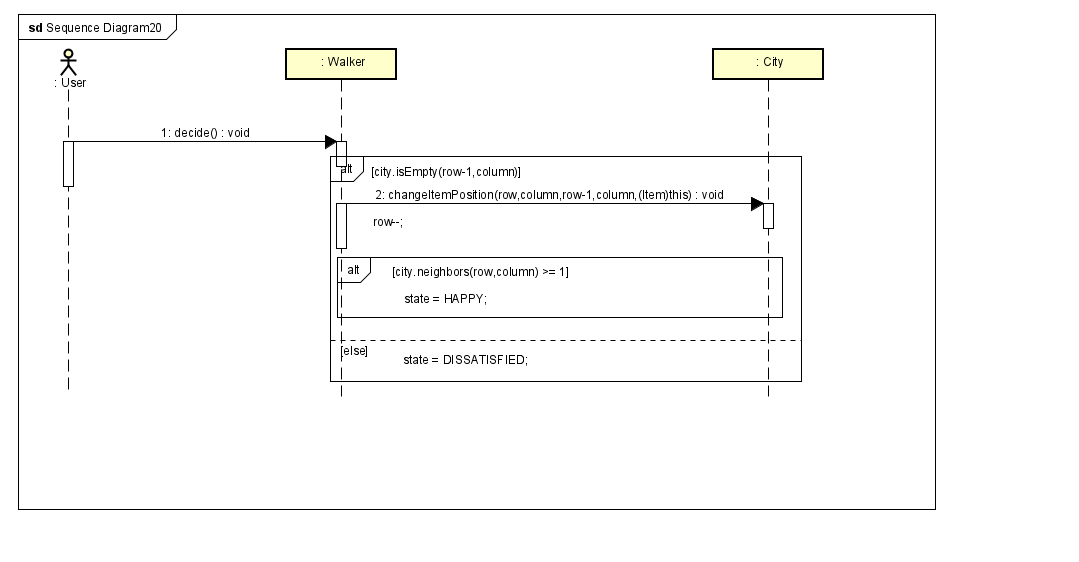 sd Sequence Diagram20
: User
: Walker
: City
1: decide() : void
alt
[city.isEmpty(row-1,column)]
2: changeItemPosition(row,column,row-1,column,(Item)this) : void
row--;
alt
[city.neighbors(row,column) >= 1]
state = HAPPY;
[else]
state = DISSATISFIED;